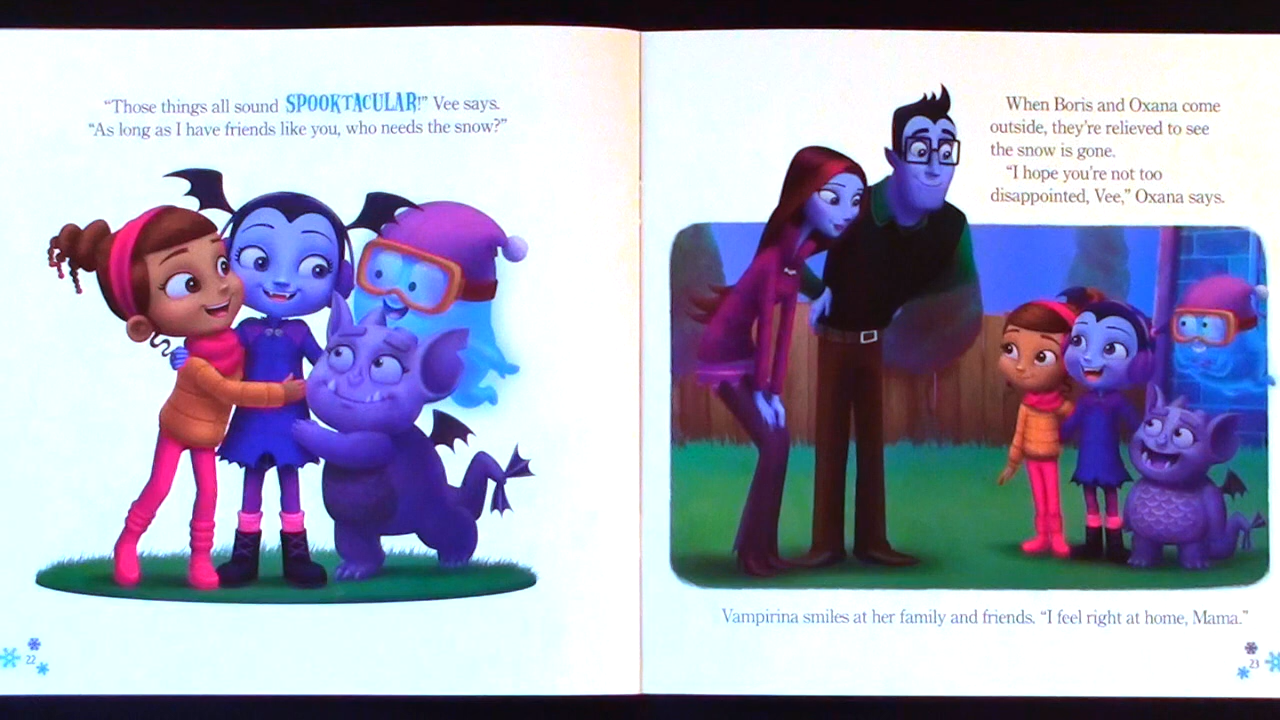 “Those things all sound SPOOKTACULAR!” Vee says.
“As long as I have friends like you, who needs the snow?”
22
When Boris and Oxana come
outside, they’re relieved to see
the snow is gone.
“I hope you’re not too
disappointed, Vee,” Oxana says.
Vampirina smiles at her family and friends. “I feel right at home, Mama.”
23